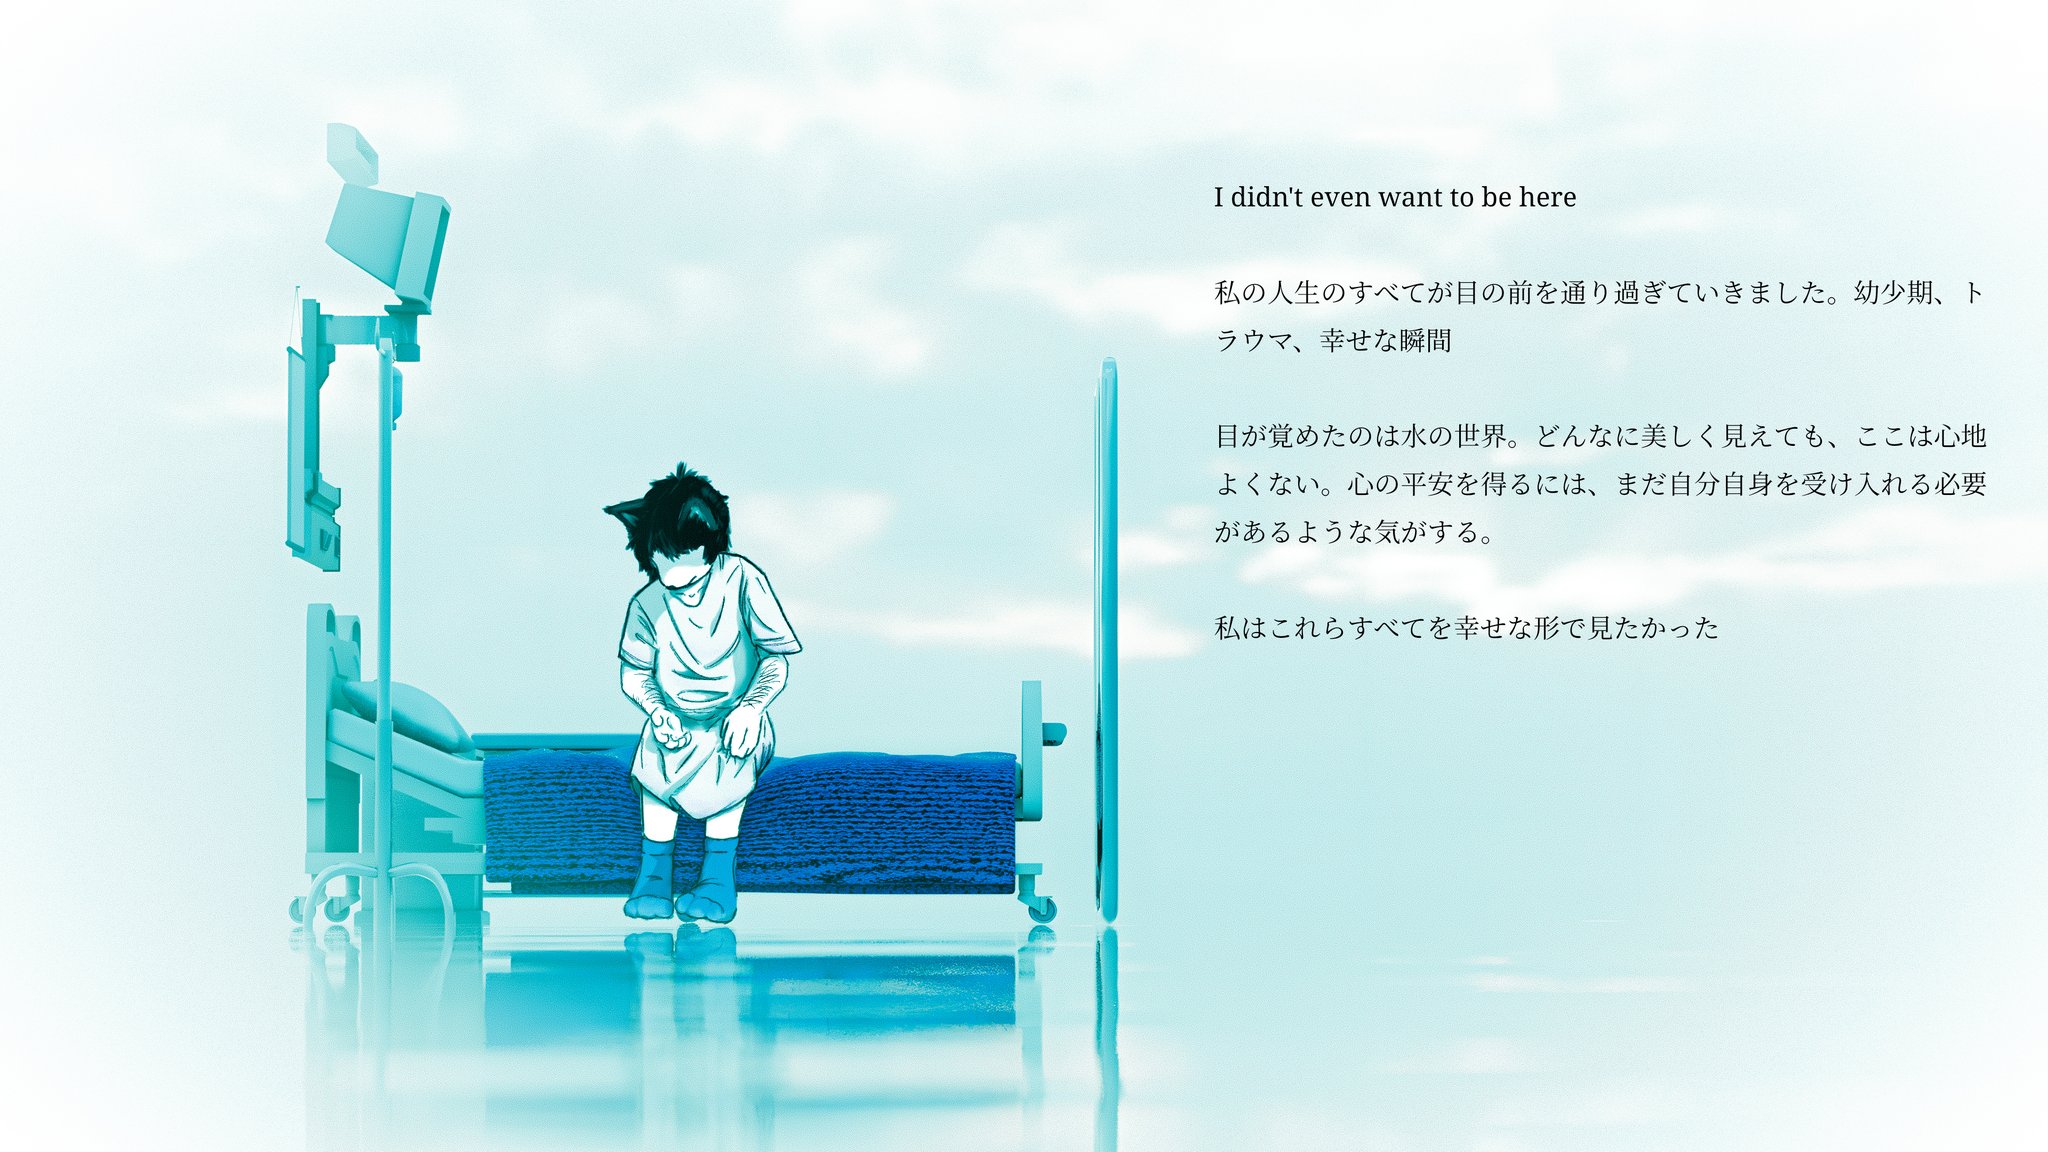 I didn't even want to be here
私の人生のすべてが目の前を通り過ぎていきました。幼少期、ト
ラウマ、幸せな瞬間
目が覚めたのは水の世界。どんなに美しく見えても、ここは心地
よくない。心の平安を得るには、まだ自分自身を受け入れる必要
があるような気がする。
私はこれらすべてを幸せな形で見たかった